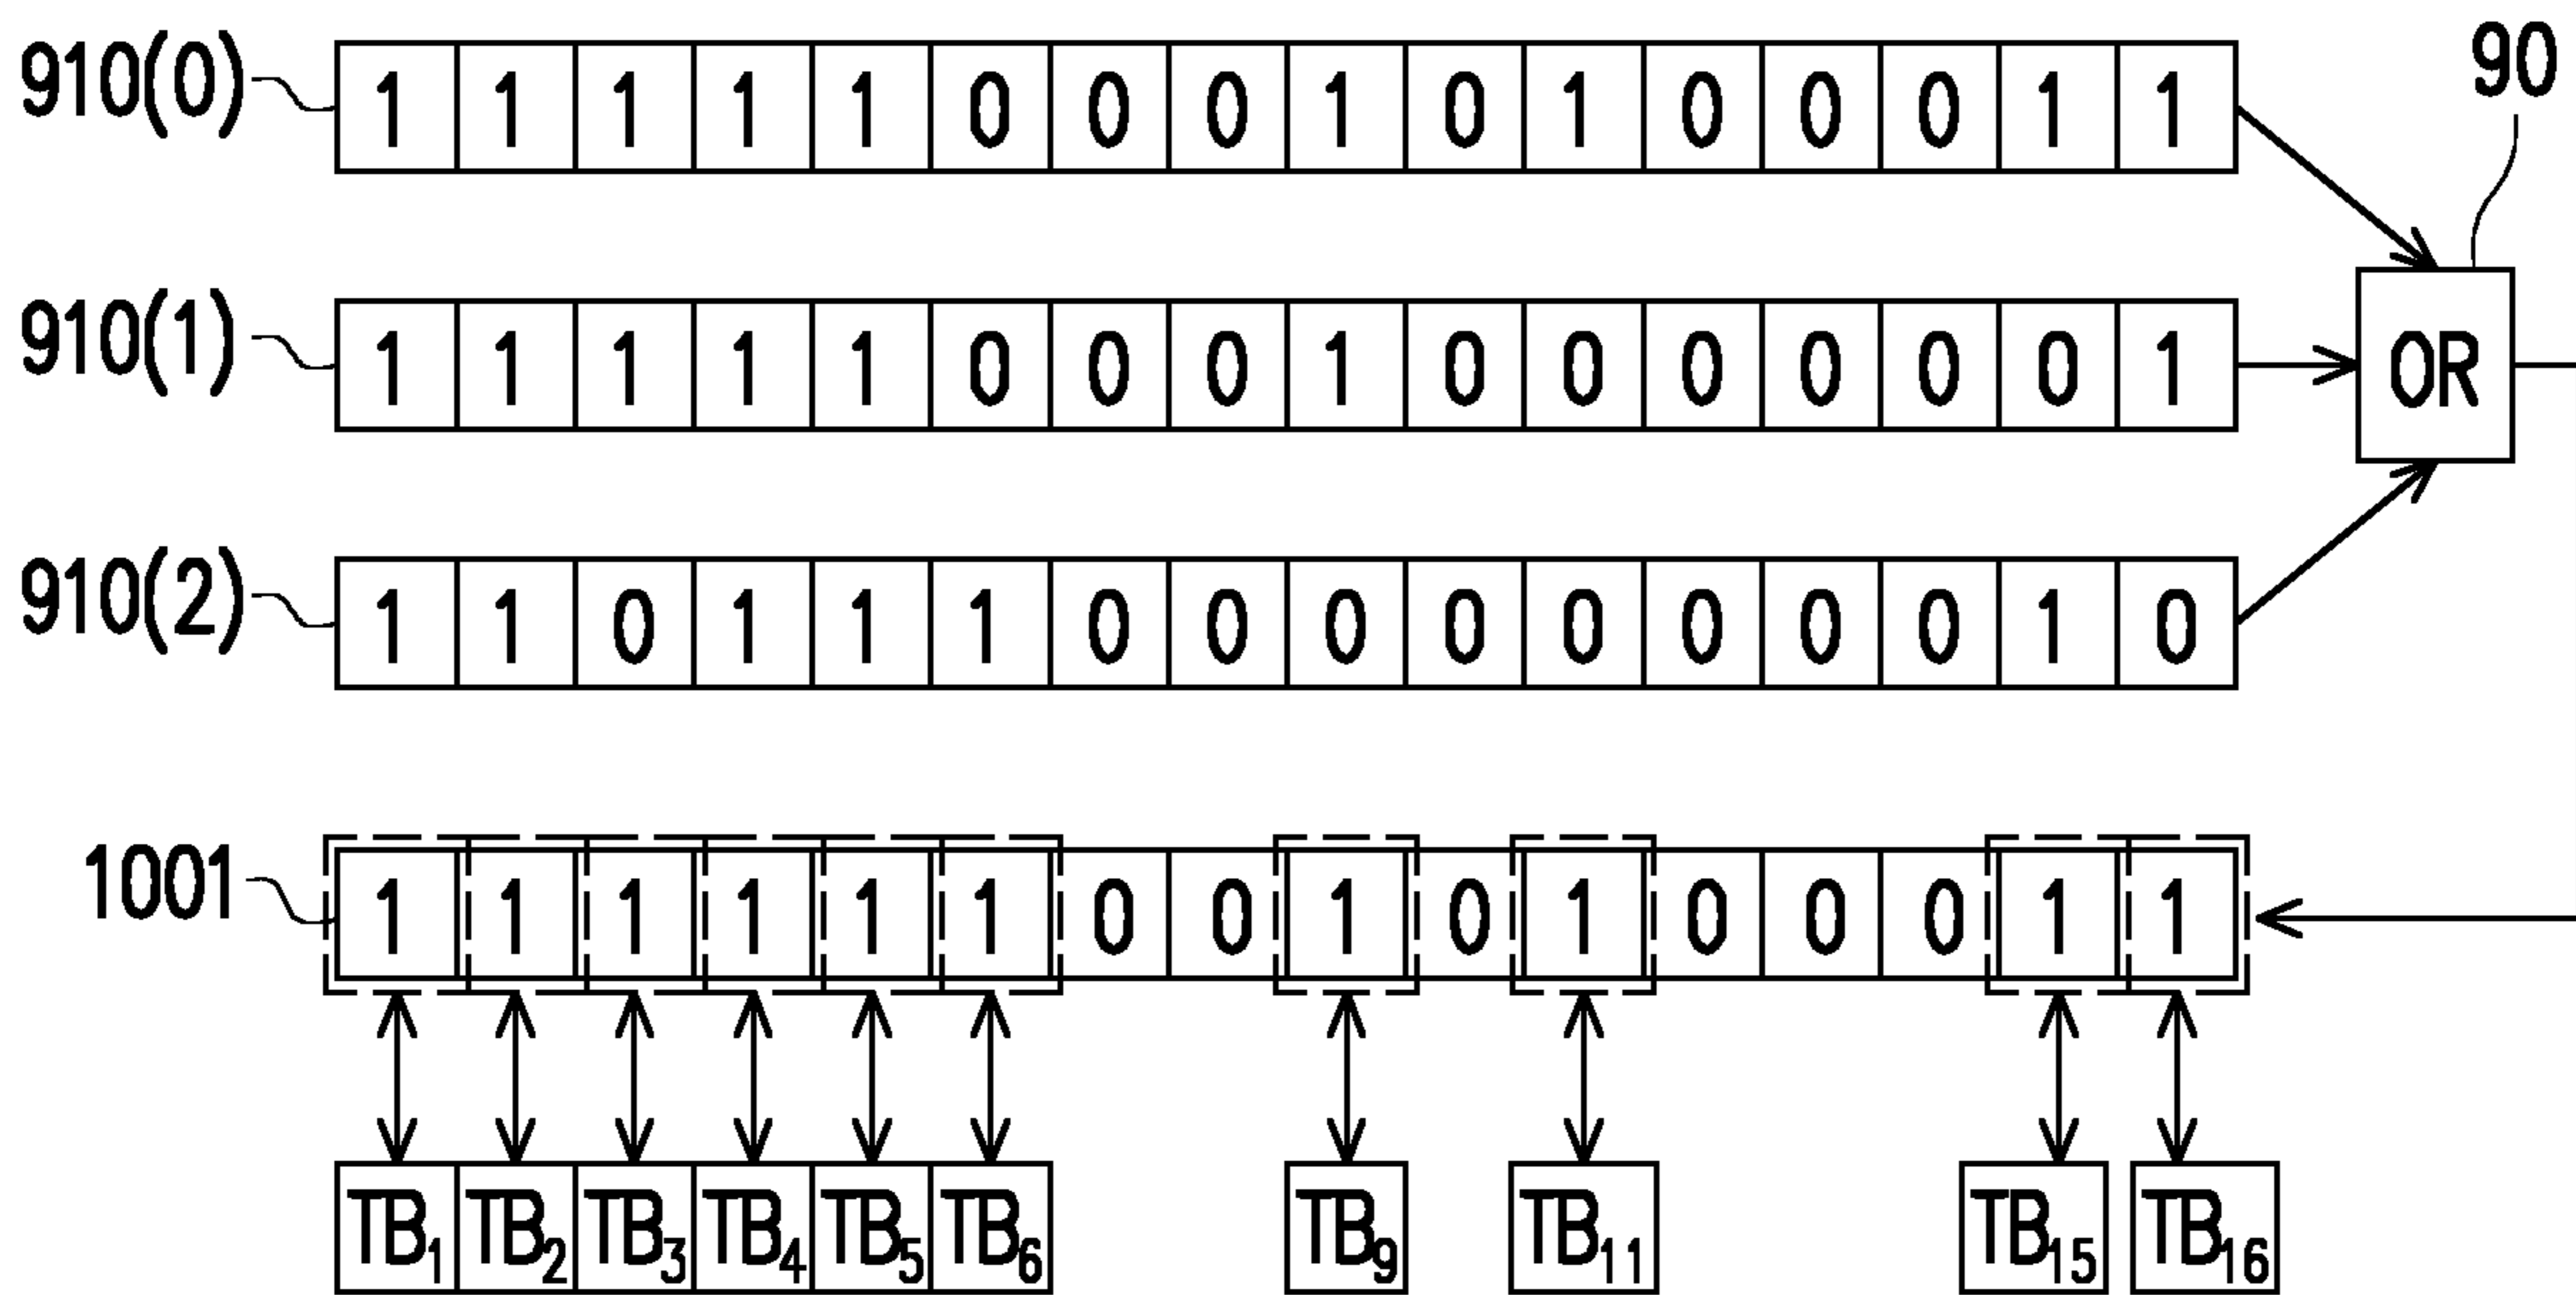 910(0) 1 1 1 1 1 0 0 0 1 0 1 0 0 0 1 1 90
910(1) 1 1 1 1 1 0 0 0 1 0 0 0 0 0 0 1 OR
910(2) 1 1 0 1 1 1 0 0 0 0 0 0 0 0 1 0
1001 1 1 1 1 1 1 0 0 1 0 1 0 0 0 1 1
TB1 TB2 TB3 TB4 TB5 TB6 TB9 TB11 TB15 TB16